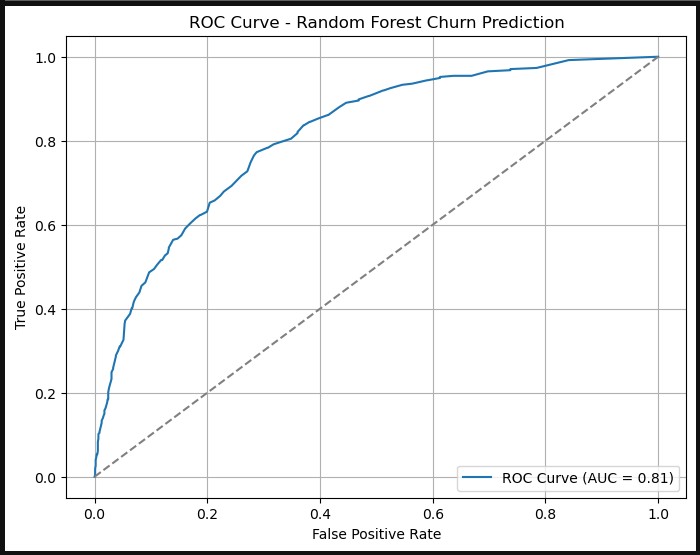 ROC Curve - Random Forest Churn Prediction
1.0
0.8
0.6
0.4
0.2
0.0
True Positive Rate
ROC Curve (AUC = 0.81)
0.0 0.2 0.4 0.6 0.8 1.0
False Positive Rate